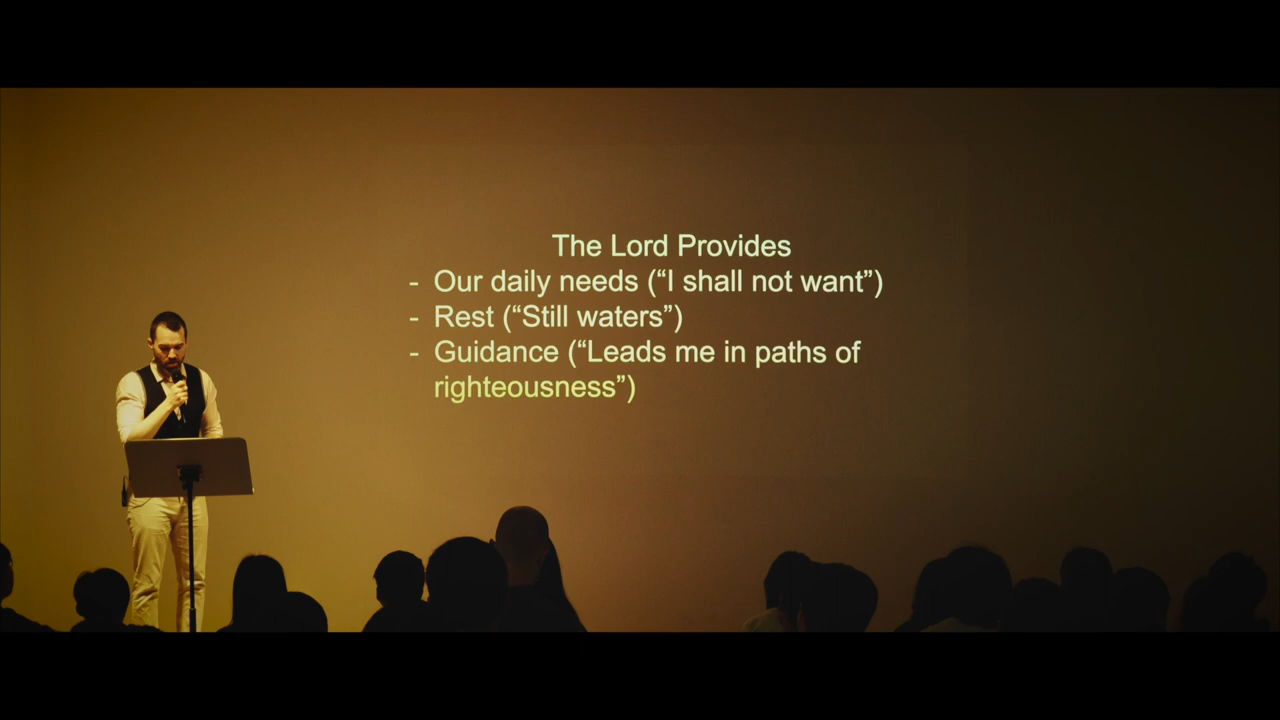 The Lord Provides
- Our daily needs (“I shall not want”)
- Rest (“Still waters”)
- Guidance (“Leads me in paths of
righteousness”)